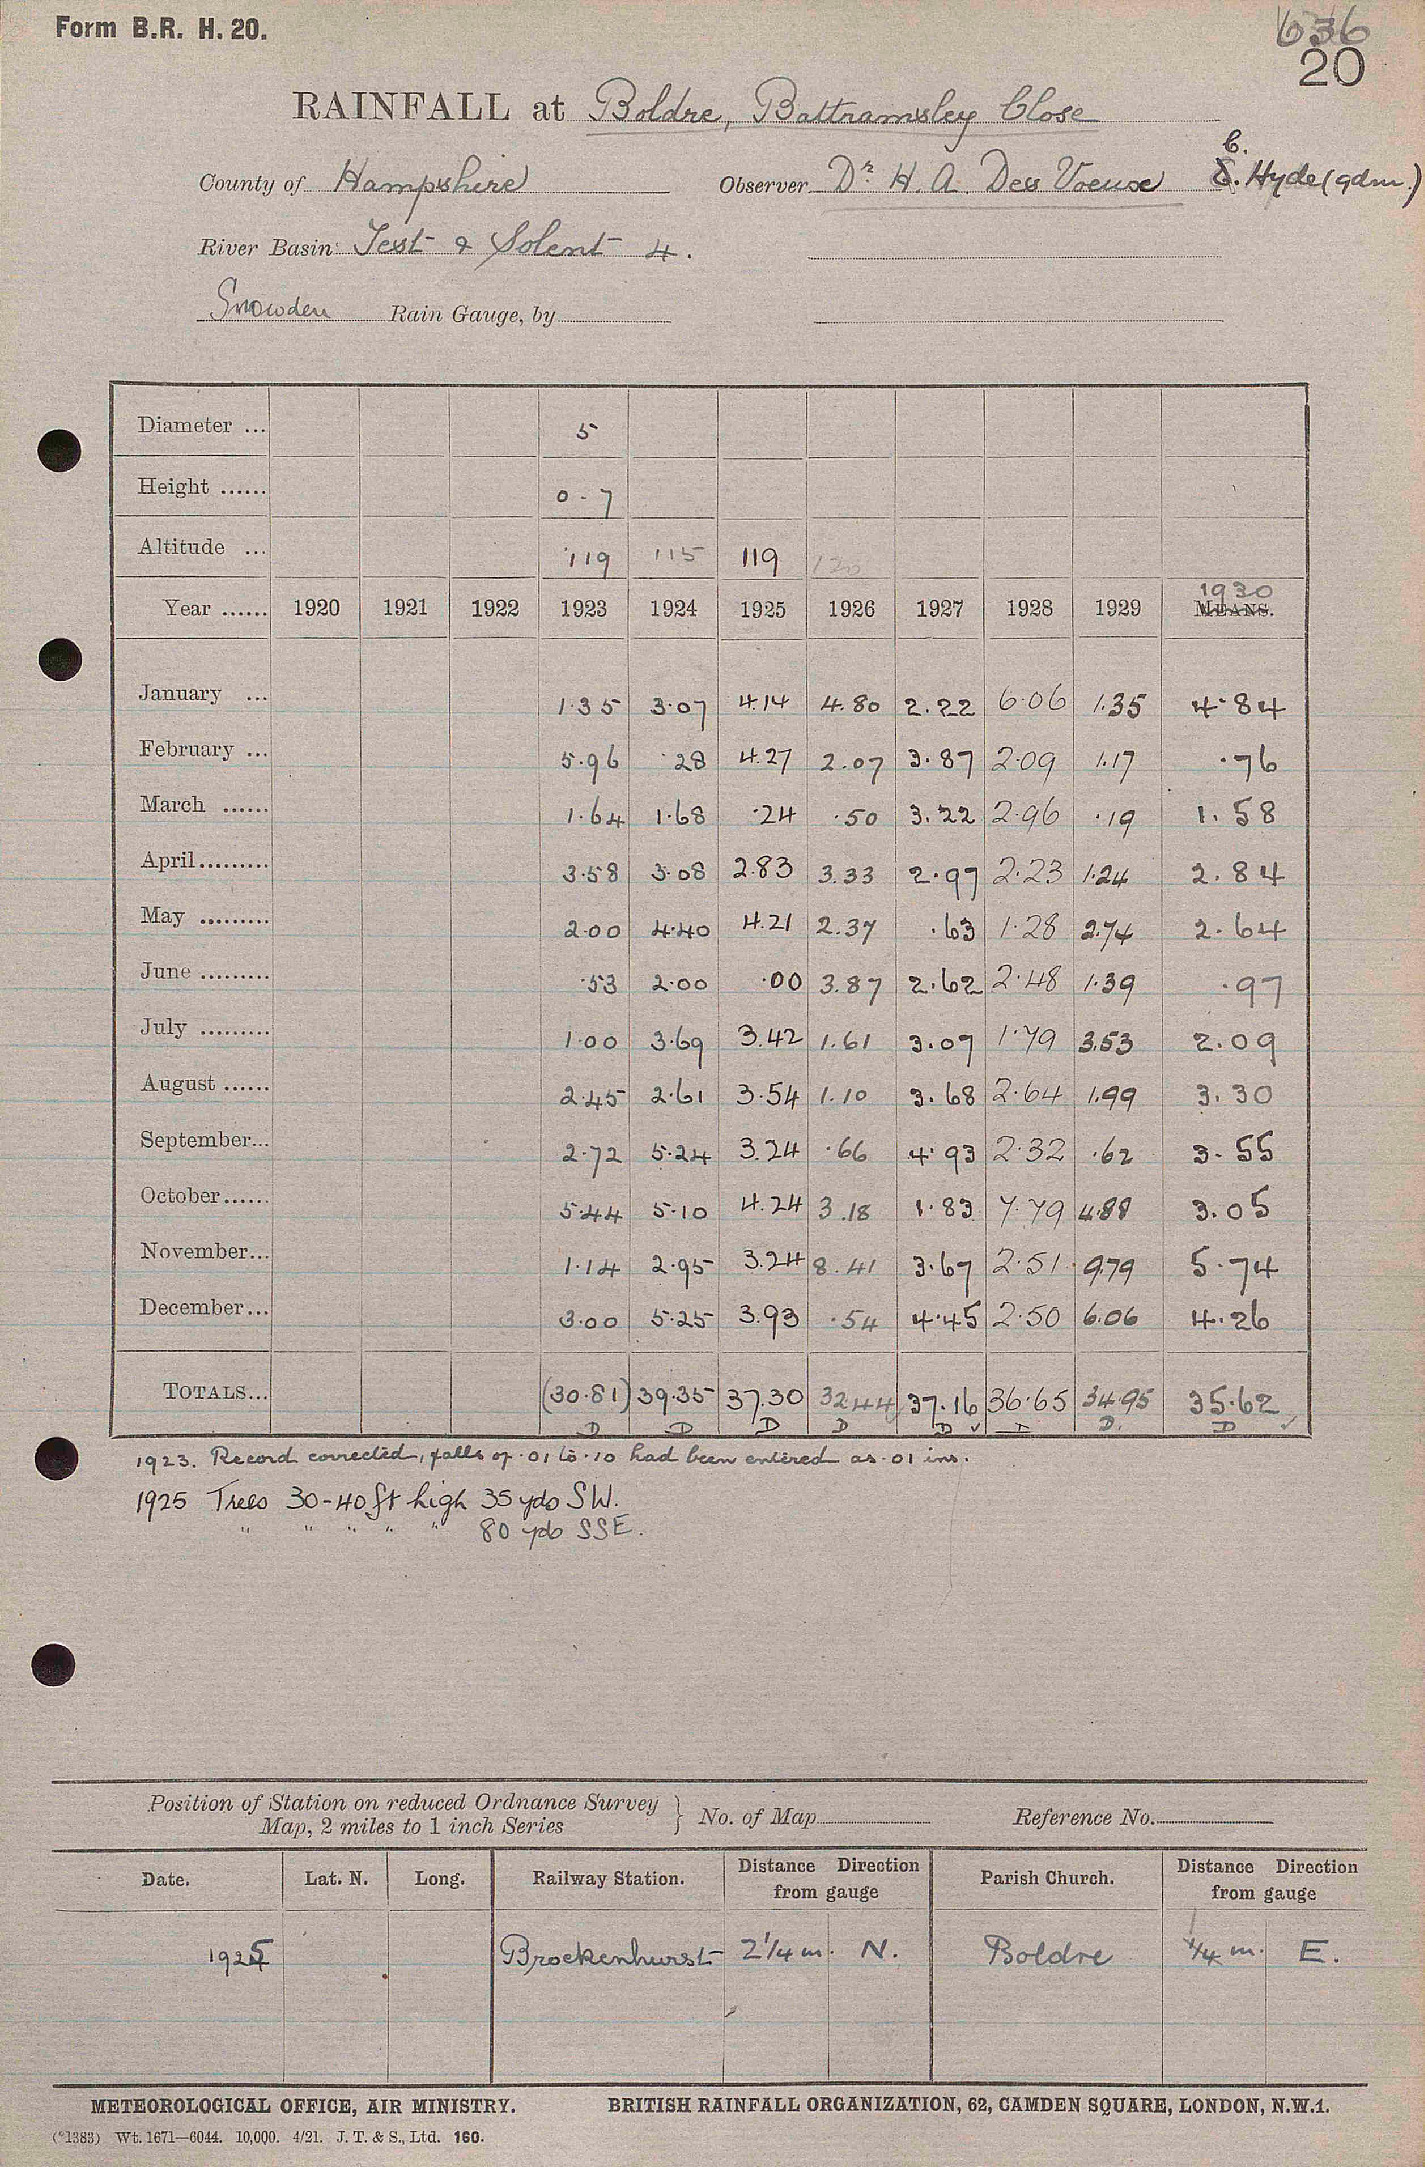 Form B.R. H. 20.
636
20
RAINFALL at Boldre, Battramsley Close
County of Hampshire Observer Dr H. A. Des Voeux C. Hyde (gdnr.)
River Basin Test & Solent 4.
Snowden Rain Gauge, by
Diameter ... 5
Height ...... 0-7
Altitude ... 119 115 119 120
Year ...... 1920 1921 1922 1923 1924 1925 1926 1927 1928 1929 MEANS. 1930
January ... 1·35 3·07 4.14 4.80 2.22 6·06 1.35 4·84
February ... 5.96 ·28 4.27 2.07 3.87 2·09 1.17 ·76
March ...... 1.64 1.68 ·24 ·50 3.22 2·96 ·19 1.58
April ......... 3.58 3.08 2.83 3.33 2.97 2·23 1.24 2.84
May ......... 2.00 4.40 4.21 2.37 .63 1·28 2.74 2.64
June ......... ·53 2.00 ·00 3.87 2.62 2·48 1·39 ·97
July ......... 1.00 3.69 3.42 1.61 3.07 1·79 3.53 2.09
August ...... 2.45 2.61 3.54 1.10 3.68 2·64 1.99 3.30
September... 2.72 5.24 3.24 ·66 4.93 2·32 ·62 3.55
October...... 5.44 5.10 4.24 3.18 1.83 7·79 4.88 3.05
November... 1.14 2.95 3.24 8.41 3.67 2·51 9.79 5.74
December... 3.00 5.25 3.93 .54 4.45 2·50 6.06 4.26
TOTALS... (30.81) 39.35 37.30 32.44 37.16 36·65 34.95 35.62
D D D D D ✓ D D. D ✓
1923. Record corrected, falls of ·01 to ·10 had been entered as ·01 ins.
1925 Trees 30-40 ft high 35 yds SW.
" " " " " 80 yds SSE.
Position of Station on reduced Ordnance Survey
Map, 2 miles to 1 inch Series } No. of Map Reference No.
Date. Lat. N. Long. Railway Station. Distance Direction from gauge Parish Church. Distance Direction from gauge
1925 Brockenhurst 2 1/4 m. N. Boldre 1/4 m. E.
METEOROLOGICAL OFFICE, AIR MINISTRY. BRITISH RAINFALL ORGANIZATION, 62, CAMDEN SQUARE, LONDON, N.W.1.
(*1383) Wt. 1671—6044. 10,000. 4/21. J. T. & S., Ltd. 160.